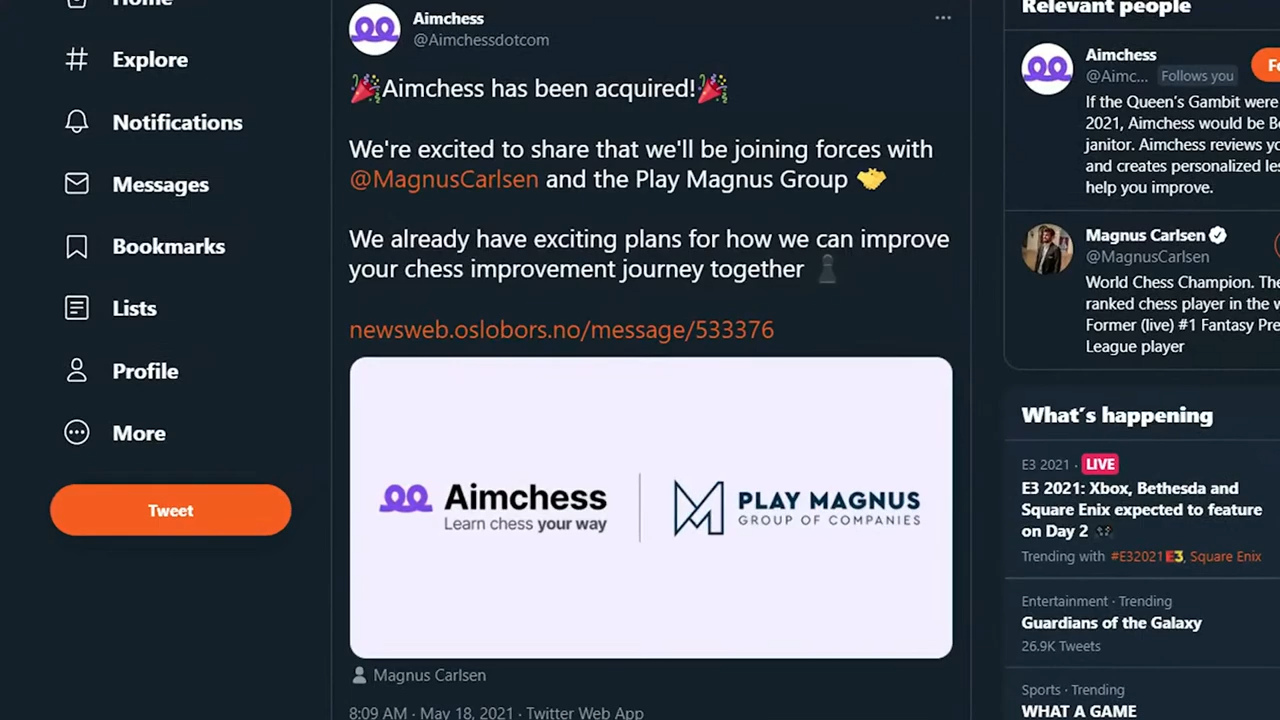 Home
Explore
Notifications
Messages
Bookmarks
Lists
Profile
More
Tweet
Aimchess
@Aimchessdotcom
🎉Aimchess has been acquired!🎉
We're excited to share that we'll be joining forces with
@MagnusCarlsen and the Play Magnus Group 🤝
We already have exciting plans for how we can improve
your chess improvement journey together ♟
newsweb.oslobors.no/message/533376
Aimchess
Learn chess your way
PLAY MAGNUS
GROUP OF COMPANIES
Magnus Carlsen
8:09 AM · May 18, 2021 · Twitter Web App
Relevant people
Aimchess
@Aimc... Follows you
If the Queen's Gambit were
2021, Aimchess would be
janitor. Aimchess reviews
and creates personalized
help you improve.
Magnus Carlsen
@MagnusCarlsen
World Chess Champion. The
ranked chess player in the
Former (live) #1 Fantasy
League player
What's happening
E3 2021 · LIVE
E3 2021: Xbox, Bethesda and
Square Enix expected to feature
on Day 2
Trending with #E32021 E3, Square Enix
Entertainment · Trending
Guardians of the Galaxy
26.9K Tweets
Sports · Trending
WHAT A GAME